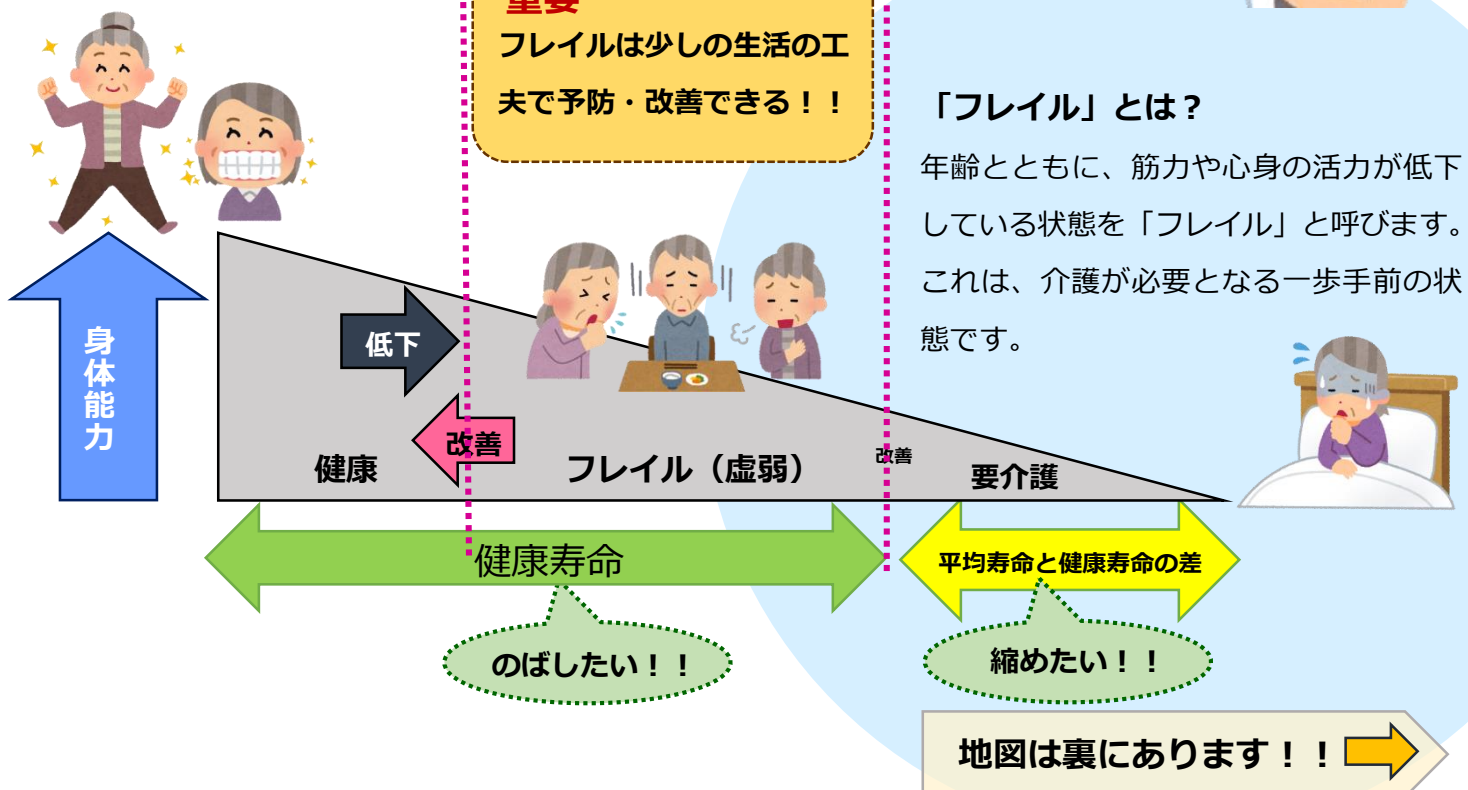 重要
フレイルは少しの生活の工
夫で予防・改善できる！！
「フレイル」とは？
年齢とともに、筋力や心身の活力が低下
している状態を「フレイル」と呼びます。
これは、介護が必要となる一歩手前の状
態です。
身体能力
低下
改善
健康
フレイル（虚弱）
改善
要介護
健康寿命
平均寿命と健康寿命の差
のばしたい！！
縮めたい！！
地図は裏にあります！！